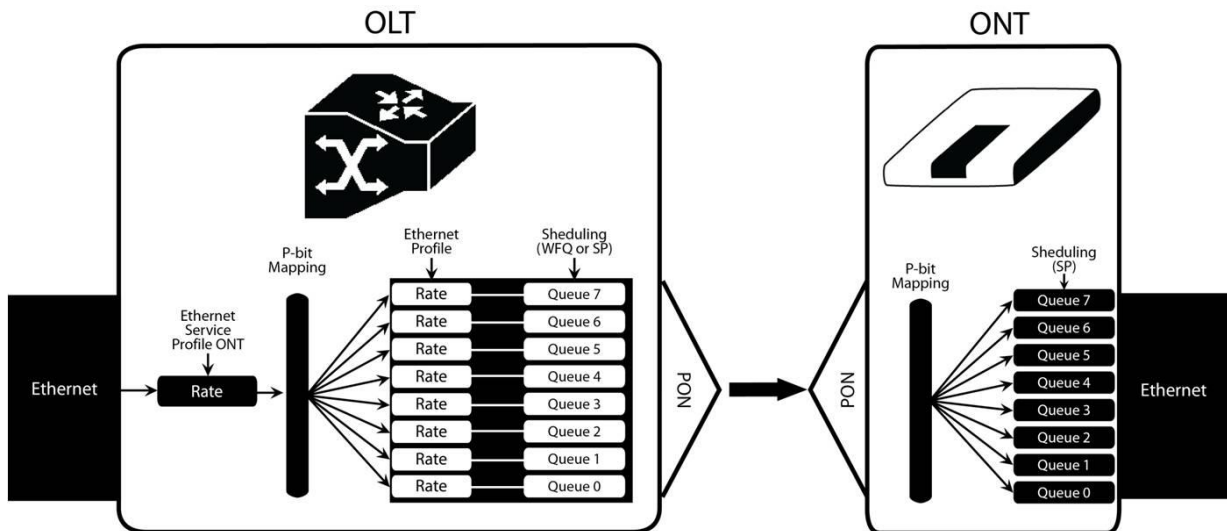 OLT
ONT
Ethernet
Ethernet
Service
Profile ONT
Rate
P-bit
Mapping
Ethernet
Profile
Sheduling
(WFQ or SP)
Rate
Queue 7
Rate
Queue 6
Rate
Queue 5
Rate
Queue 4
Rate
Queue 3
Rate
Queue 2
Rate
Queue 1
Rate
Queue 0
PON
PON
P-bit
Mapping
Sheduling
(SP)
Queue 7
Queue 6
Queue 5
Queue 4
Queue 3
Queue 2
Queue 1
Queue 0
Ethernet